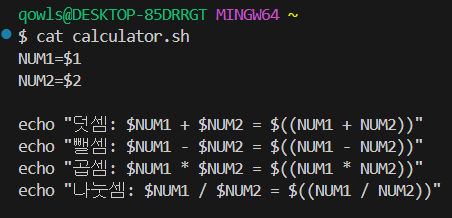 qowls@DESKTOP-85DRRGT MINGW64 ~
$ cat calculator.sh
NUM1=$1
NUM2=$2
echo "덧셈: $NUM1 + $NUM2 = $((NUM1 + NUM2))"
echo "뺄셈: $NUM1 - $NUM2 = $((NUM1 - NUM2))"
echo "곱셈: $NUM1 * $NUM2 = $((NUM1 * NUM2))"
echo "나눗셈: $NUM1 / $NUM2 = $((NUM1 / NUM2))"